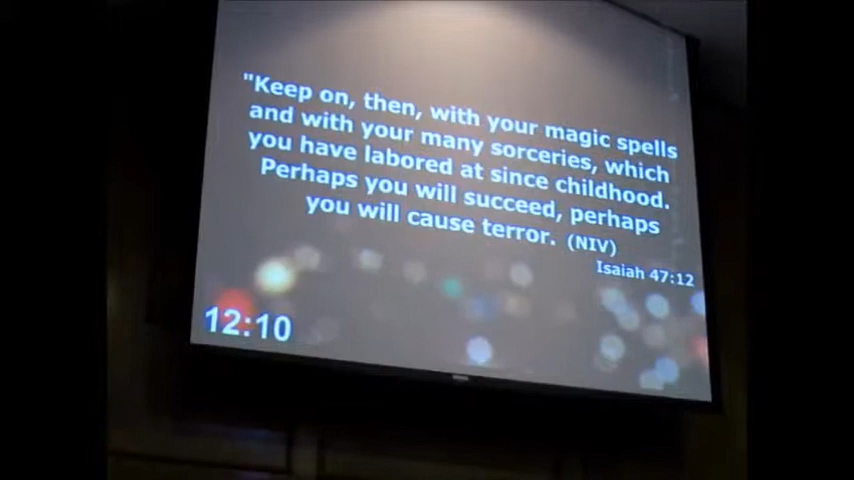 "Keep on, then, with your magic spells
and with your many sorceries, which
you have labored at since childhood.
Perhaps you will succeed, perhaps
you will cause terror. (NIV)
Isaiah 47:12
12:10